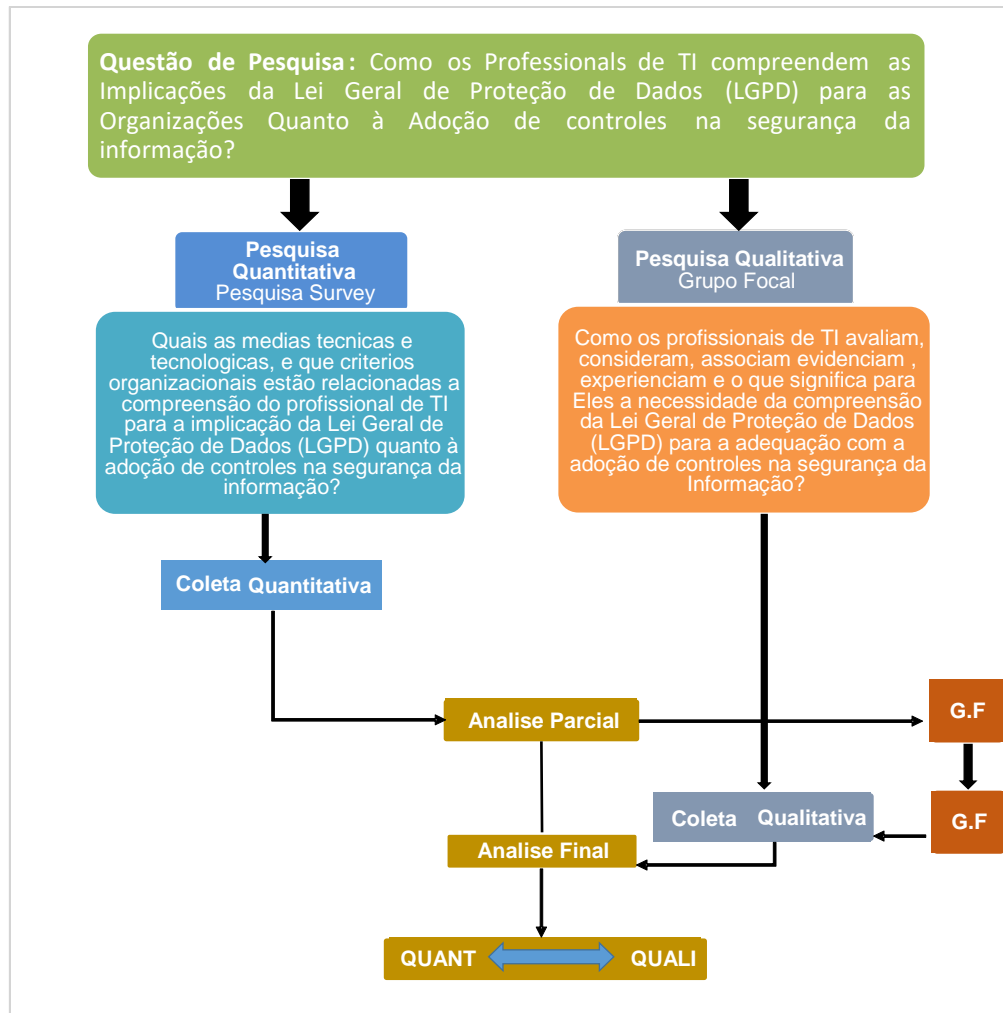 Questão de Pesquisa: Como os Professionals de TI compreendem as
Implicações da Lei Geral de Proteção de Dados (LGPD) para as
Organizações Quanto à Adoção de controles na segurança da
informação?
Pesquisa
Quantitativa
Pesquisa Survey
Pesquisa Qualitativa
Grupo Focal
Quais as medias tecnicas e
tecnologicas, e que criterios
organizacionais estão relacionadas a
compreensão do profissional de TI
para a implicação da Lei Geral de
Proteção de Dados (LGPD) quanto à
adoção de controles na segurança da
informação?
Como os profissionais de TI avaliam,
consideram, associam evidenciam ,
experienciam e o que significa para
Eles a necessidade da compreensão
da Lei Geral de Proteção de Dados
(LGPD) para a adequação com a
adoção de controles na segurança da
Informação?
Coleta Quantitativa
Analise Parcial
G.F
Coleta Qualitativa
G.F
Analise Final
QUANT QUALI